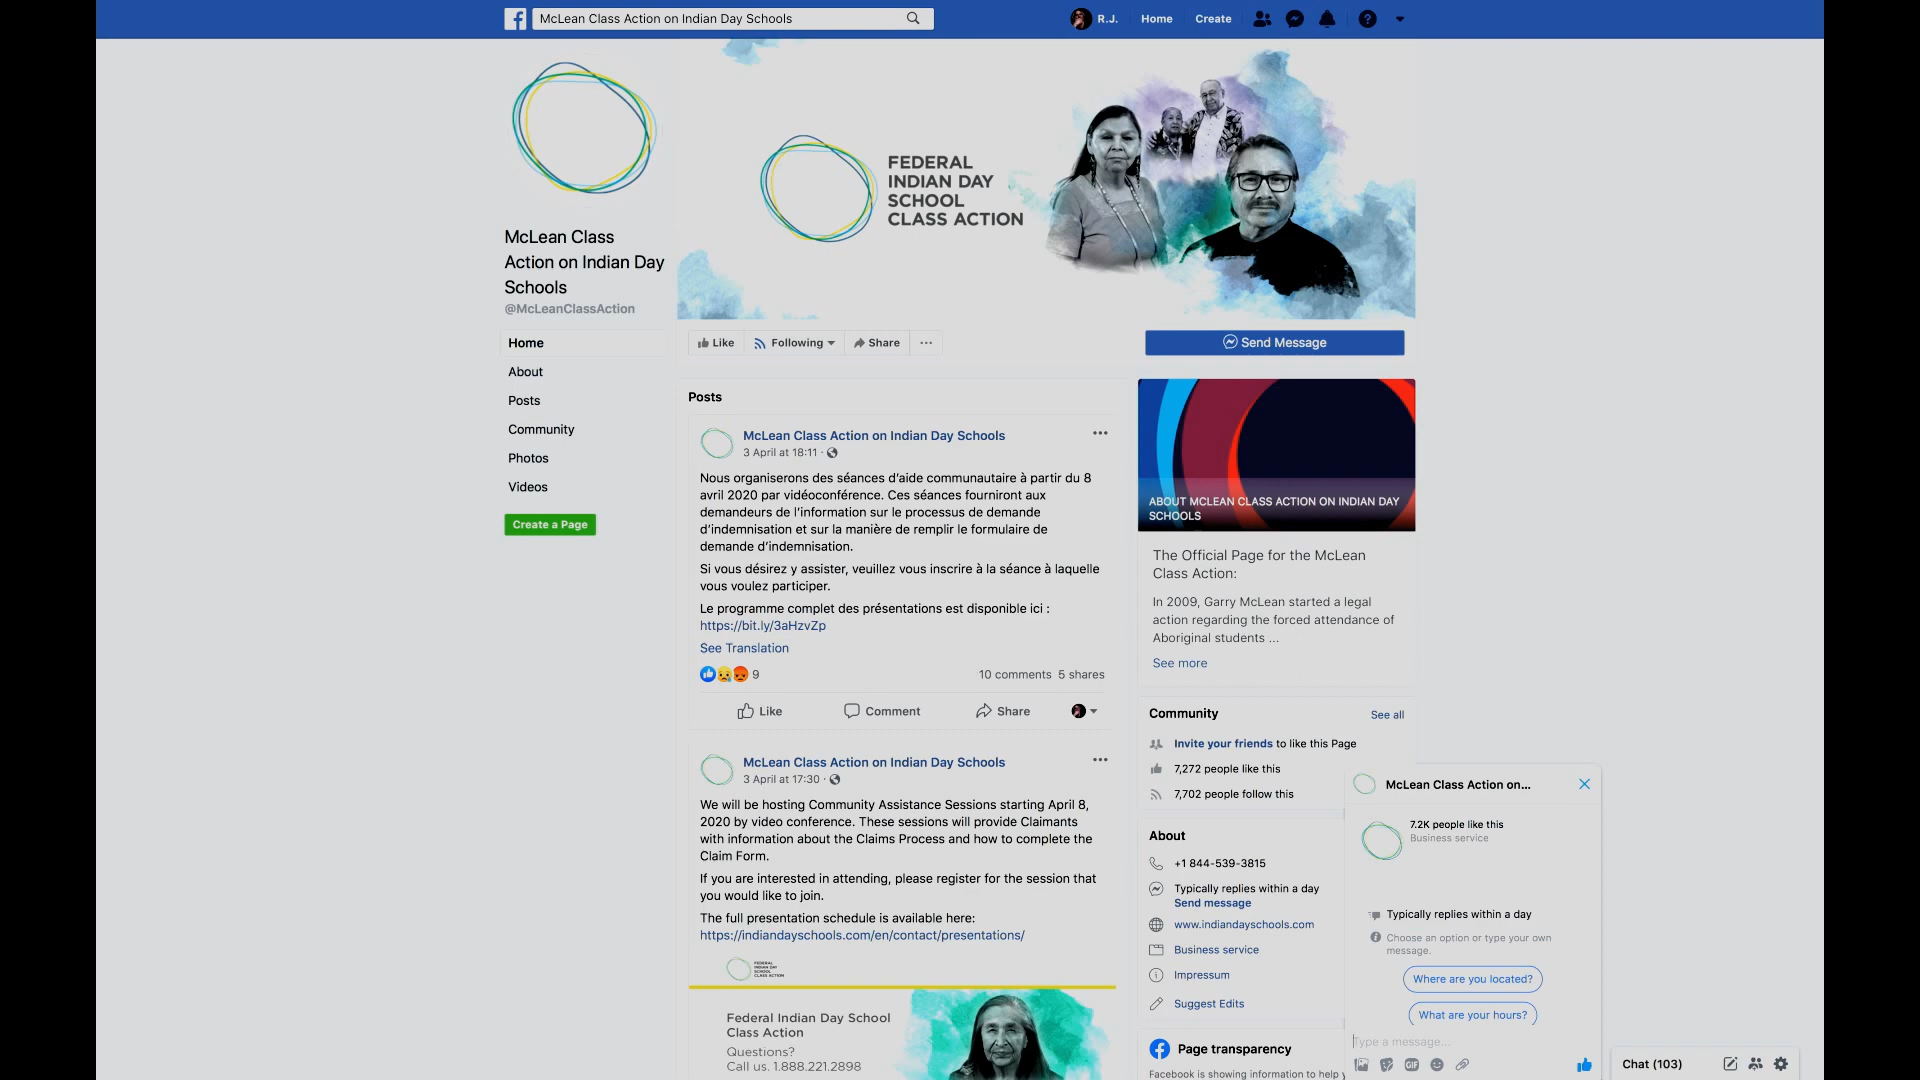 McLean Class Action on Indian Day Schools
R.J.
Home
Create
McLean Class
Action on Indian Day
Schools
@McLeanClassAction
Home
About
Posts
Community
Photos
Videos
Create a Page
FEDERAL
INDIAN DAY
SCHOOL
CLASS ACTION
Like
Following
Share
Send Message
Posts
McLean Class Action on Indian Day Schools
3 April at 18:11 ·
Nous organiserons des séances d'aide communautaire à partir du 8
avril 2020 par vidéoconférence. Ces séances fourniront aux
demandeurs de l'information sur le processus de demande
d'indemnisation et sur la manière de remplir le formulaire de
demande d'indemnisation.
Si vous désirez y assister, veuillez vous inscrire à la séance à laquelle
vous voulez participer.
Le programme complet des présentations est disponible ici :
https://bit.ly/3aHzvZp
See Translation
9
10 comments 5 shares
Like
Comment
Share
McLean Class Action on Indian Day Schools
3 April at 17:30 ·
We will be hosting Community Assistance Sessions starting April 8,
2020 by video conference. These sessions will provide Claimants
with information about the Claims Process and how to complete the
Claim Form.
If you are interested in attending, please register for the session that
you would like to join.
The full presentation schedule is available here:
https://indiandayschools.com/en/contact/presentations/
FEDERAL
INDIAN DAY
SCHOOL
CLASS ACTION
Federal Indian Day School
Class Action
Questions?
Call us. 1.888.221.2898
ABOUT MCLEAN CLASS ACTION ON INDIAN DAY
SCHOOLS
The Official Page for the McLean
Class Action:
In 2009, Garry McLean started a legal
action regarding the forced attendance of
Aboriginal students ...
See more
Community
See all
Invite your friends to like this Page
7,272 people like this
7,702 people follow this
About
+1 844-539-3815
Typically replies within a day
Send message
www.indiandayschools.com
Business service
Impressum
Suggest Edits
Page transparency
Facebook is showing information to help
McLean Class Action on...
7.2K people like this
Business service
Typically replies within a day
Choose an option or type your own
message.
Where are you located?
What are your hours?
Type a message...
GIF
Chat (103)